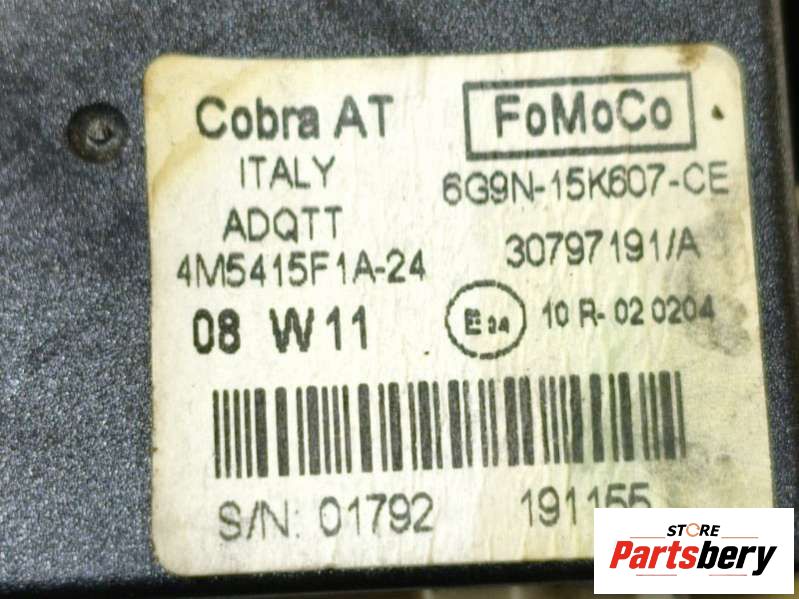 Cobra AT
ITALY
ADQTT
4M5415F1A-24
08 W11
FoMoCo
6G9N-15K607-CE
30797191/A
E 24 10 R-02 0204
S/N: 01792 191155
STORE
Partsbery